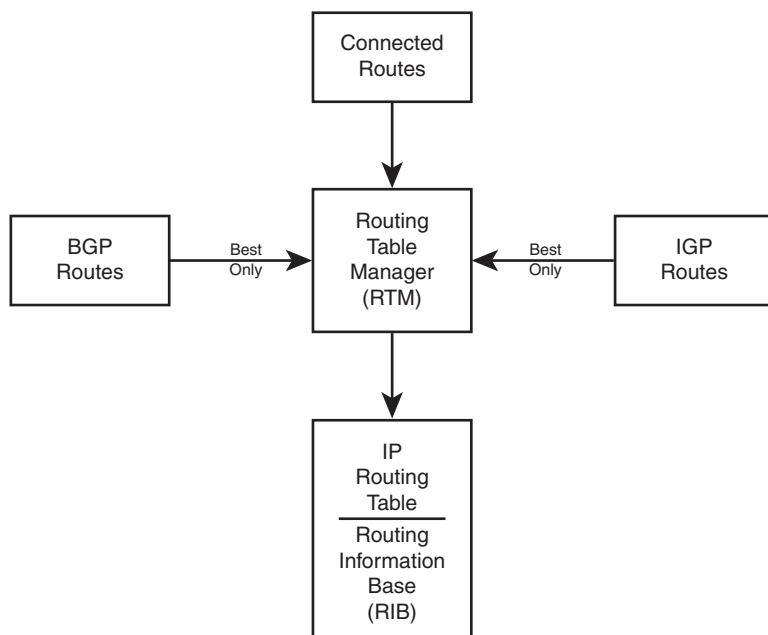 Connected
Routes
BGP
Routes
Best
Only
Routing
Table
Manager
(RTM)
Best
Only
IGP
Routes
IP
Routing
Table
Routing
Information
Base
(RIB)